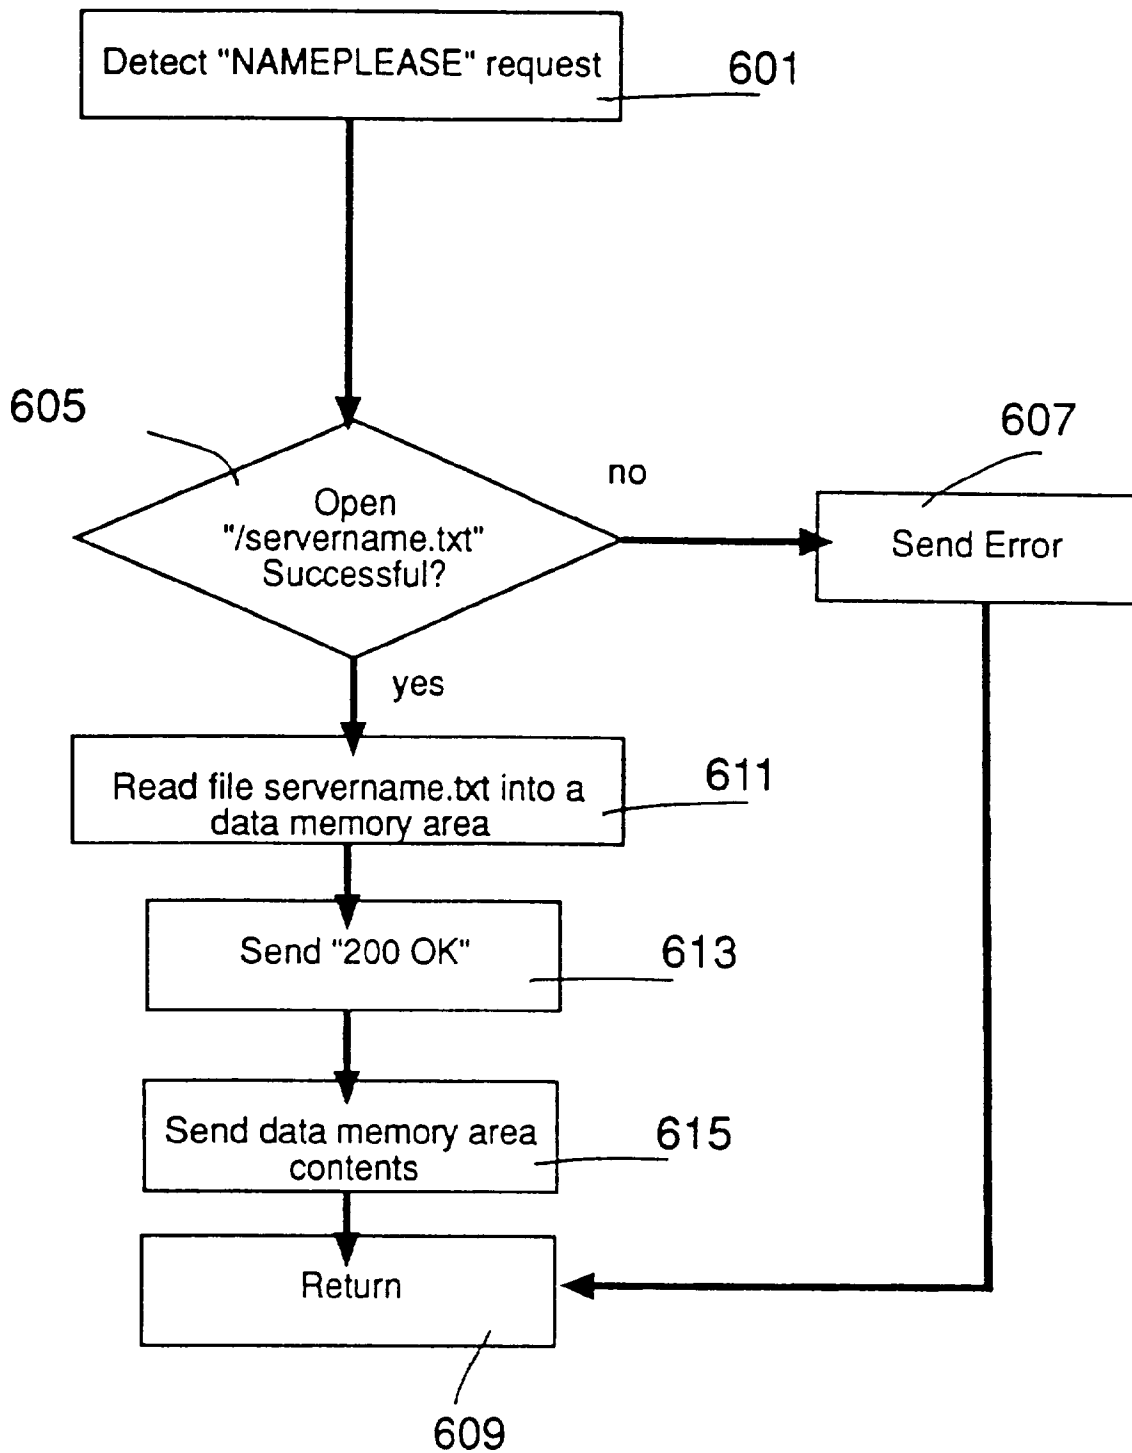 Detect "NAMEPLEASE" request
601
605
Open
"/servername.txt"
Successful?
no
607
Send Error
yes
Read file servername.txt into a
data memory area
611
Send "200 OK"
613
Send data memory area
contents
615
Return
609